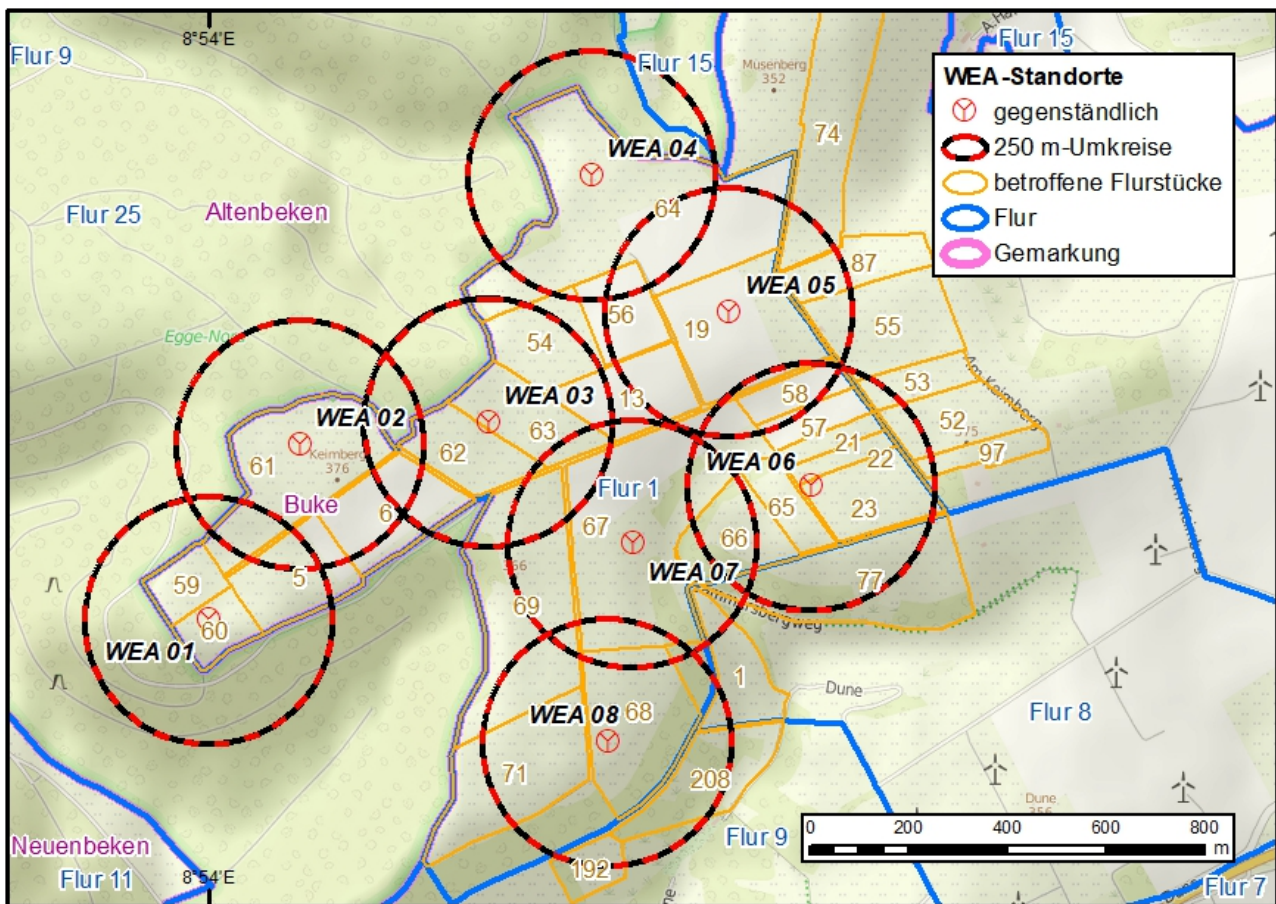 8°54'E
Flur 9
Flur 15
Musenberg
352
Flur 15
74
WEA-Standorte
gegenständlich
250 m-Umkreise
betroffene Flurstücke
Flur
Gemarkung
WEA 04
Flur 25
Altenbeken
64
87
WEA 05
56
19
55
Egge-Nord
54
Am Keimberg
53
58
WEA 03
13
52
WEA 02
57
21
63
62
22
97
61
Keimberg
376
WEA 06
Flur 1
Buke
6
67
65
23
66
59
5
WEA 07
77
69
60
WEA 01
1
Dune
WEA 08
68
Flur 8
71
208
Dune
356
Neuenbeken
Flur 9
0 200 400 600 800
m
192
Flur 11
8°54'E
Flur 7